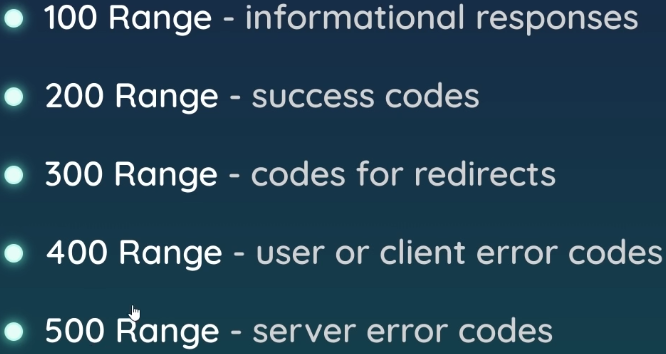 100 Range - informational responses
200 Range - success codes
300 Range - codes for redirects
400 Range - user or client error codes
500 Range - server error codes